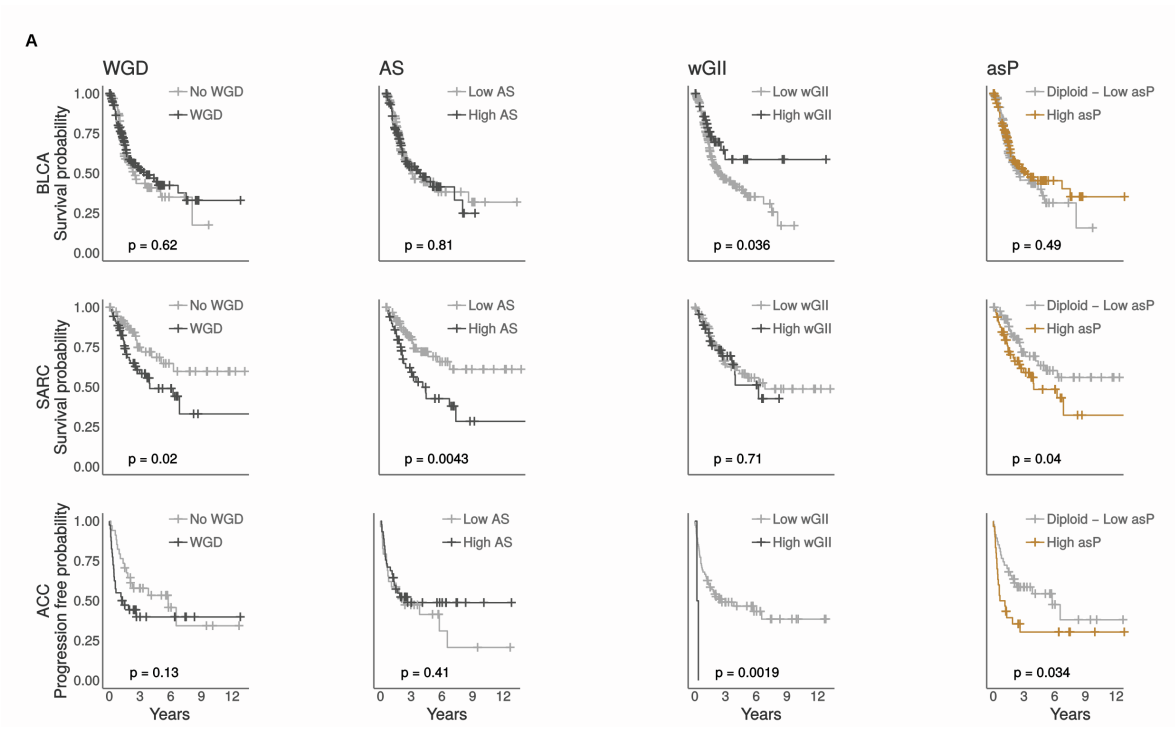 A
WGD
AS
wGII
asP
No WGD
WGD
Low AS
High AS
Low wGII
High wGII
Diploid − Low asP
High asP
BLCA
Survival probability
1.00
0.75
0.50
0.25
0.00
p = 0.62
p = 0.81
p = 0.036
p = 0.49
No WGD
WGD
Low AS
High AS
Low wGII
High wGII
Diploid − Low asP
High asP
SARC
Survival probability
1.00
0.75
0.50
0.25
0.00
p = 0.02
p = 0.0043
p = 0.71
p = 0.04
No WGD
WGD
Low AS
High AS
Low wGII
High wGII
Diploid − Low asP
High asP
ACC
Progression free probability
1.00
0.75
0.50
0.25
0.00
p = 0.13
p = 0.41
p = 0.0019
p = 0.034
0 3 6 9 12
0 3 6 9 12
0 3 6 9 12
0 3 6 9 12
Years
Years
Years
Years